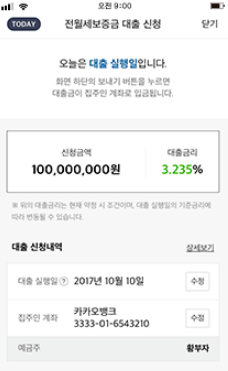 오전 9:00
TODAY 전월세보증금 대출 신청 닫기
오늘은 대출 실행일입니다.
화면 하단의 보내기 버튼을 누르면
대출금이 집주인 계좌로 입금됩니다.
신청금액 대출금리
100,000,000원 3.235%
※ 위의 대출금리는 현재 약정 시 조건이며, 대출 실행일의 기준금리에
따라 변동될 수 있습니다.
대출 신청내역 상세보기
대출 실행일 ? 2017년 10월 10일 수정
집주인 계좌 카카오뱅크
3333-01-6543210 수정
예금주 황부자